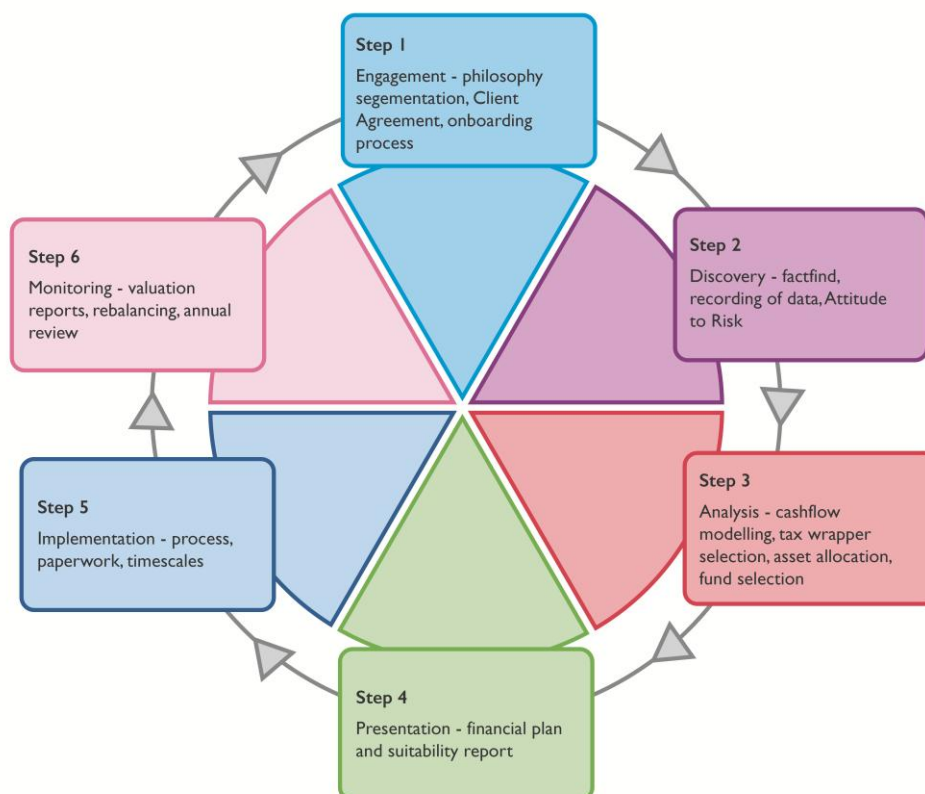 Step 1
Engagement - philosophy
segementation, Client
Agreement, onboarding
process
Step 2
Discovery - factfind,
recording of data, Attitude
to Risk
Step 3
Analysis - cashflow
modelling, tax wrapper
selection, asset allocation,
fund selection
Step 4
Presentation - financial plan
and suitability report
Step 5
Implementation - process,
paperwork, timescales
Step 6
Monitoring - valuation
reports, rebalancing, annual
review